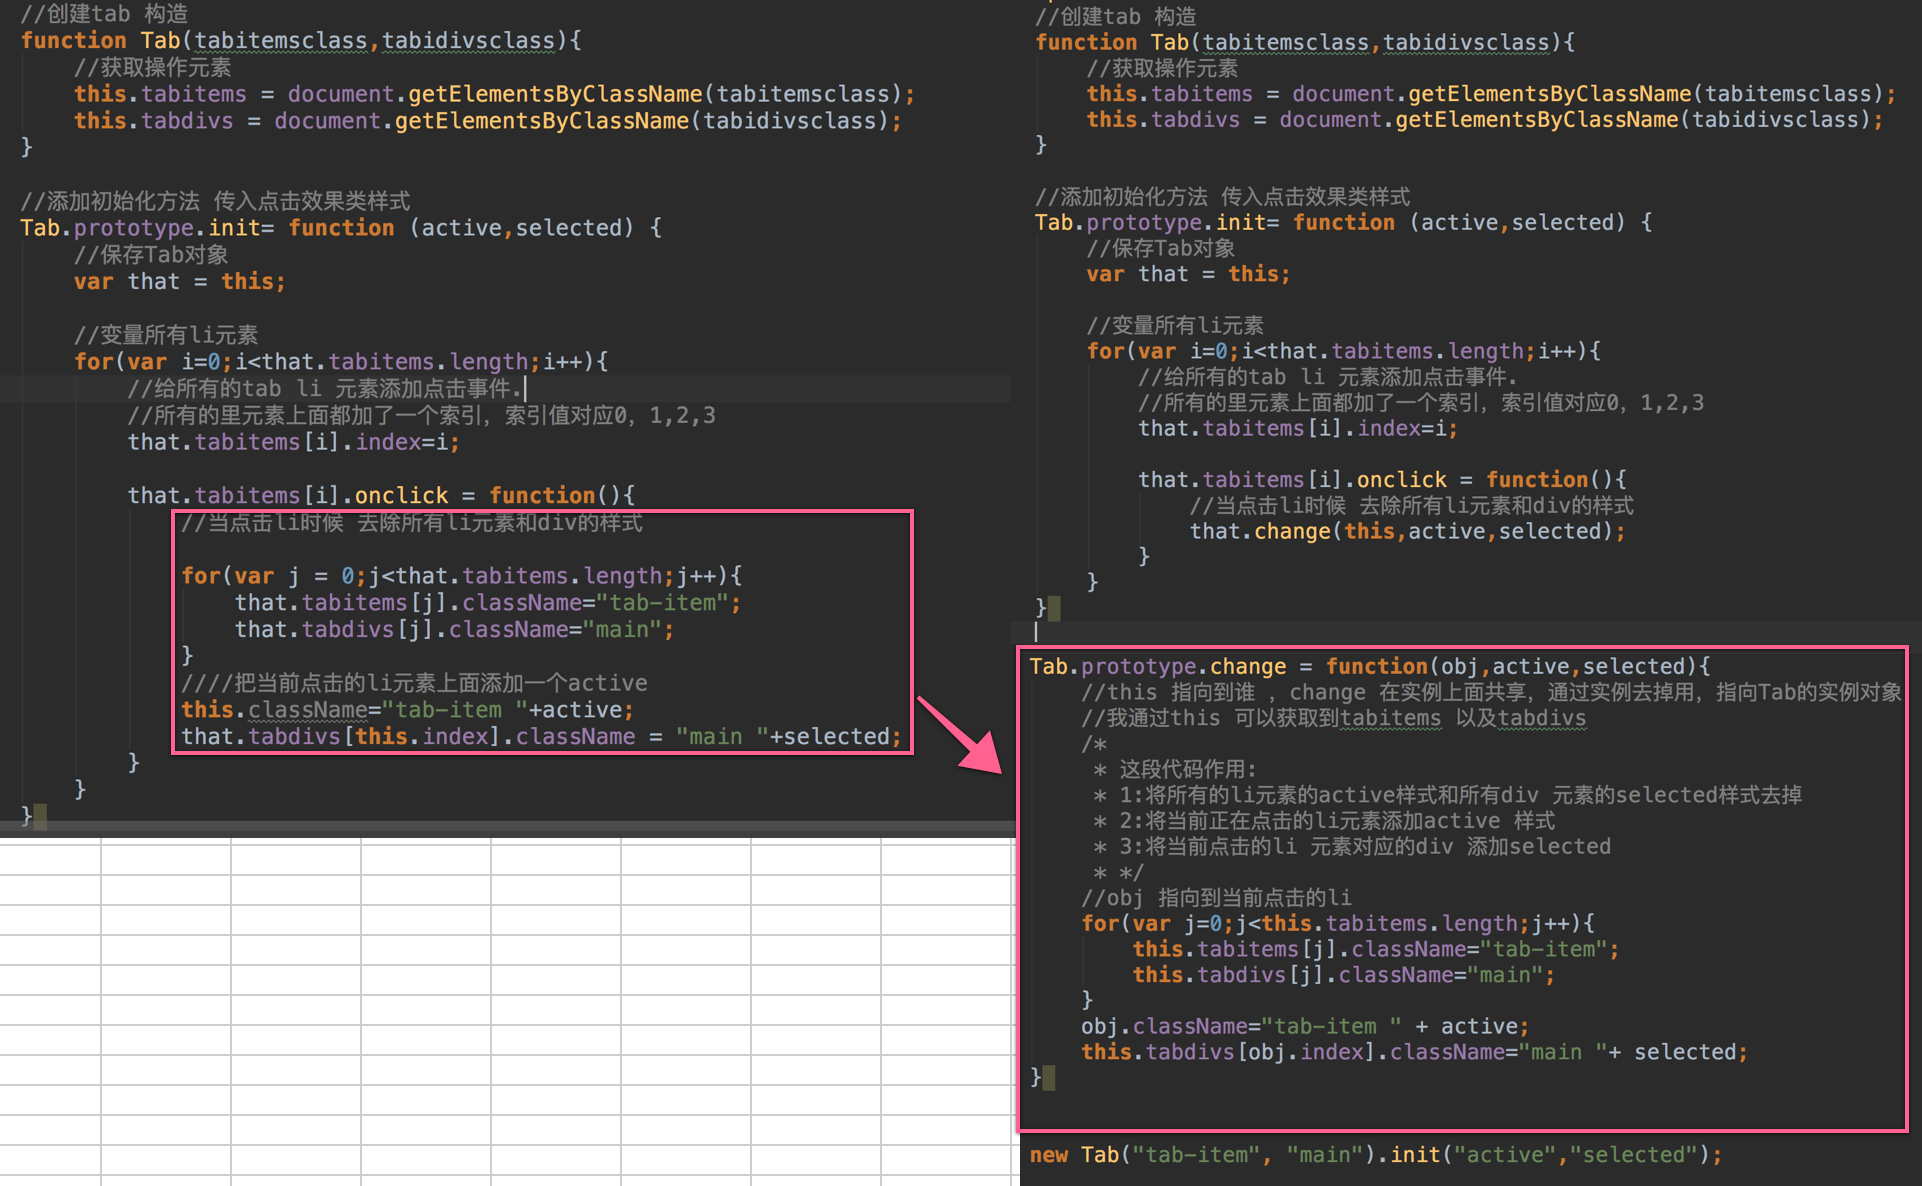 //创建tab 构造
function Tab(tabitemsclass,tabidivsclass){
//获取操作元素
this.tabitems = document.getElementsByClassName(tabitemsclass);
this.tabdivs = document.getElementsByClassName(tabidivsclass);
}
//添加初始化方法 传入点击效果类样式
Tab.prototype.init= function (active,selected) {
//保存Tab对象
var that = this;
//变量所有li元素
for(var i=0;i<that.tabitems.length;i++){
//给所有的tab li 元素添加点击事件.
//所有的里元素上面都加了一个索引，索引值对应0，1,2,3
that.tabitems[i].index=i;
that.tabitems[i].onclick = function(){
//当点击li时候 去除所有li元素和div的样式
for(var j = 0;j<that.tabitems.length;j++){
that.tabitems[j].className="tab-item";
that.tabdivs[j].className="main";
}
////把当前点击的li元素上面添加一个active
this.className="tab-item "+active;
that.tabdivs[this.index].className = "main "+selected;
}
}
}
//创建tab 构造
function Tab(tabitemsclass,tabidivsclass){
//获取操作元素
this.tabitems = document.getElementsByClassName(tabitemsclass);
this.tabdivs = document.getElementsByClassName(tabidivsclass);
}
//添加初始化方法 传入点击效果类样式
Tab.prototype.init= function (active,selected) {
//保存Tab对象
var that = this;
//变量所有li元素
for(var i=0;i<that.tabitems.length;i++){
//给所有的tab li 元素添加点击事件.
//所有的里元素上面都加了一个索引，索引值对应0，1,2,3
that.tabitems[i].index=i;
that.tabitems[i].onclick = function(){
//当点击li时候 去除所有li元素和div的样式
that.change(this,active,selected);
}
}
}
Tab.prototype.change = function(obj,active,selected){
//this 指向到谁 ，change 在实例上面共享，通过实例去掉用，指向Tab的实例对象
//我通过this 可以获取到tabitems 以及tabdivs
/*
* 这段代码作用:
* 1:将所有的li元素的active样式和所有div 元素的selected样式去掉
* 2:将当前正在点击的li元素添加active 样式
* 3:将当前点击的li 元素对应的div 添加selected
* */
//obj 指向到当前点击的li
for(var j=0;j<this.tabitems.length;j++){
this.tabitems[j].className="tab-item";
this.tabdivs[j].className="main";
}
obj.className="tab-item " + active;
this.tabdivs[obj.index].className="main "+ selected;
}
new Tab("tab-item", "main").init("active","selected");